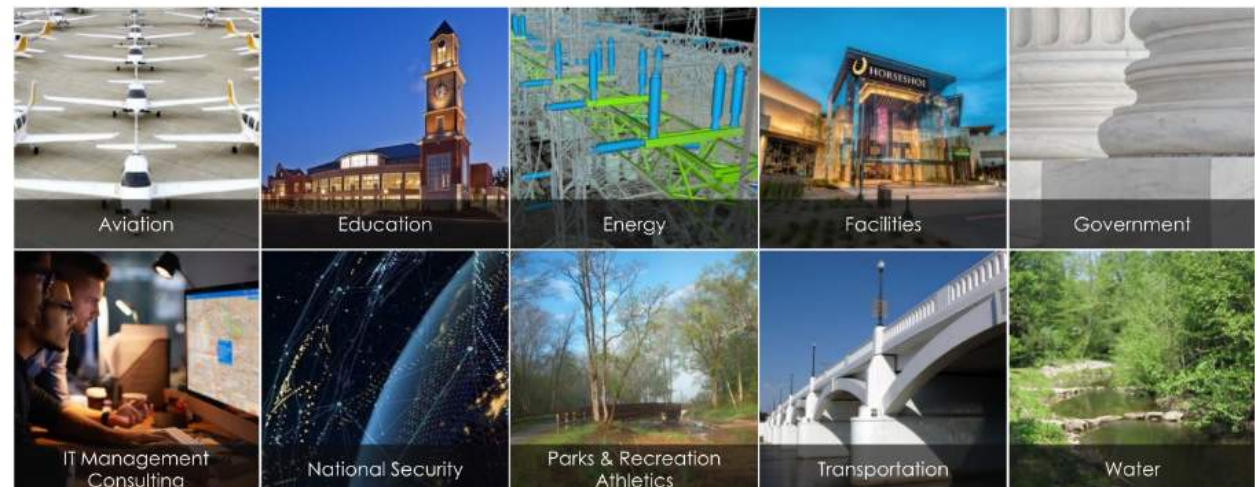 HORSESHOE
Aviation
Education
Energy
Facilities
Government
IT Management
Consulting
National Security
Parks & Recreation
Athletics
Transportation
Water